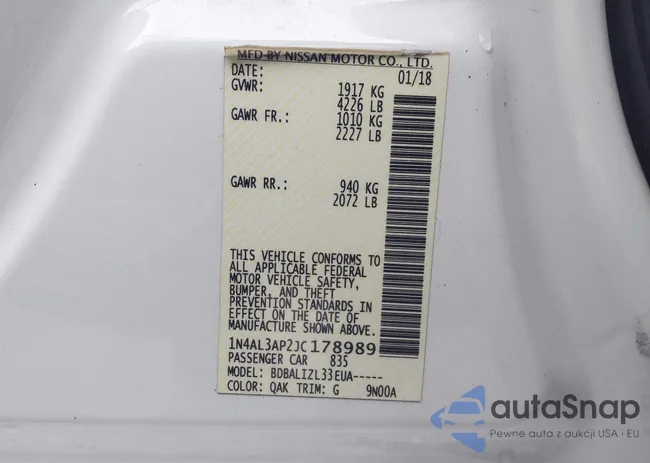 MFD BY NISSAN MOTOR CO., LTD.
DATE: 01/18
GVWR: 1917 KG
4226 LB
GAWR FR.: 1010 KG
2227 LB
GAWR RR.: 940 KG
2072 LB
THIS VEHICLE CONFORMS TO
ALL APPLICABLE FEDERAL
MOTOR VEHICLE SAFETY,
BUMPER, AND THEFT
PREVENTION STANDARDS IN
EFFECT ON THE DATE OF
MANUFACTURE SHOWN ABOVE.
1N4AL3AP2JC178989
PASSENGER CAR 835
MODEL: BDBALIZL33EUA-----
COLOR: QAK TRIM: G 9N00A
autaSnap
Pewne auta z aukcji USA i EU